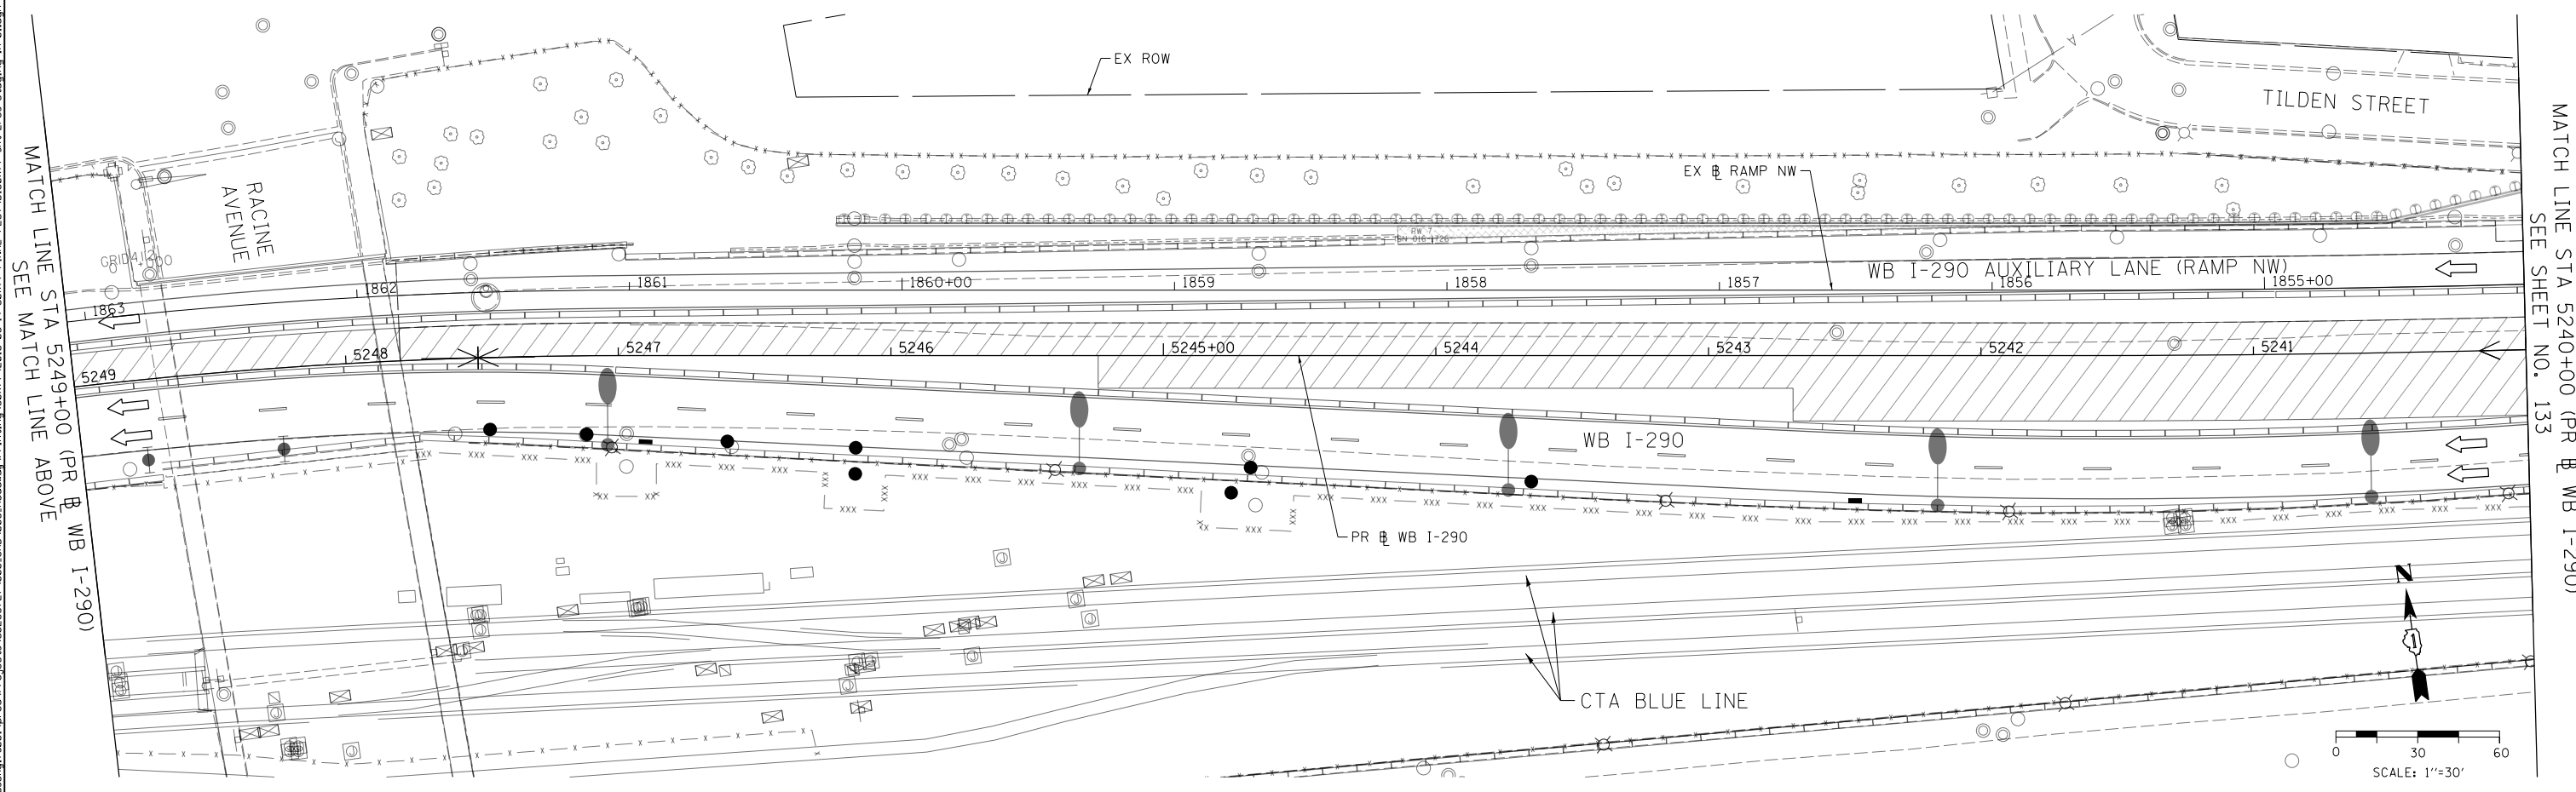 EX ROW
TILDEN STREET
MATCH LINE STA 5249+00 (PR ⅊ WB I-290)
SEE MATCH LINE ABOVE
RACINE
AVENUE
EX ⅊ RAMP NW
RW 7
WB I-290 AUXILIARY LANE (RAMP NW)
1863
1862
1861
1860+00
1859
1858
1857
1856
1855+00
5249
5248
5247
5246
5245+00
5244
5243
5242
5241
WB I-290
PR ⅊ WB I-290
CTA BLUE LINE
N
0 30 60
SCALE: 1"=30'
MATCH LINE STA 5240+00 (PR ⅊ WB I-290)
SEE SHEET NO. 133